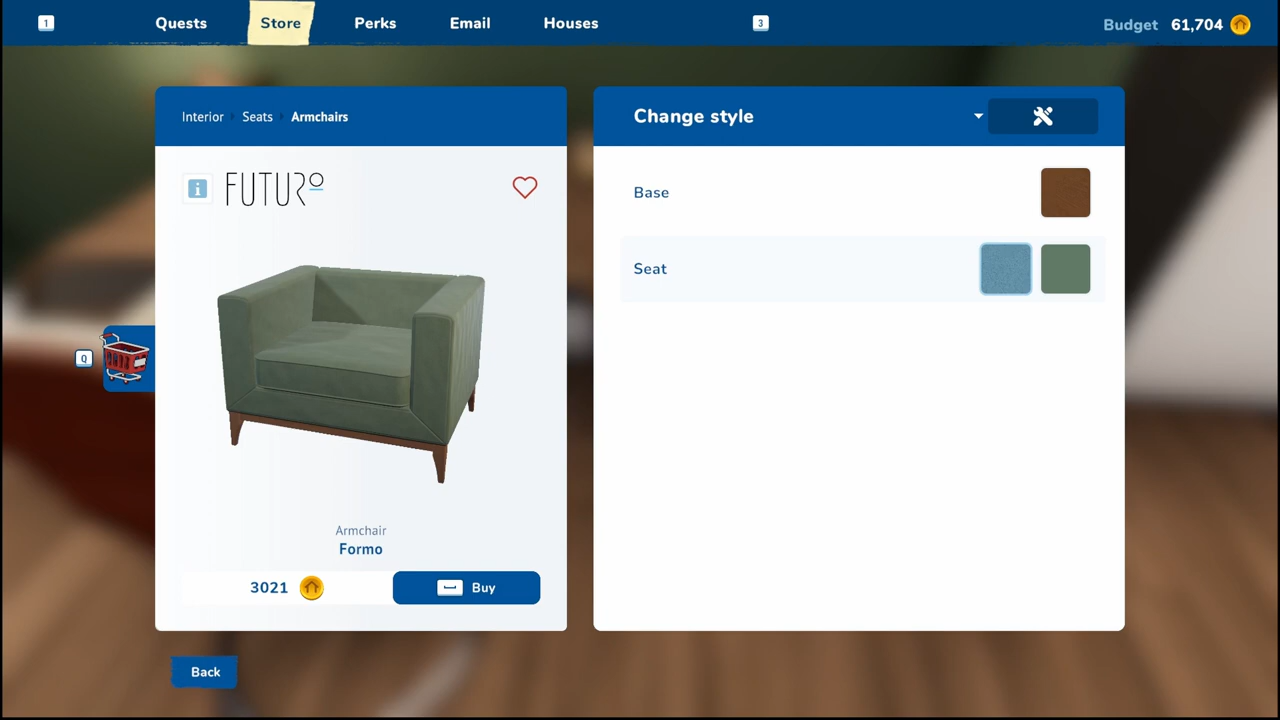 1
Quests
Store
Perks
Email
Houses
3
Budget 61,704
Interior Seats Armchairs
i FUTURO
Armchair
Formo
3021
Buy
Change style
Base
Seat
Q
Back